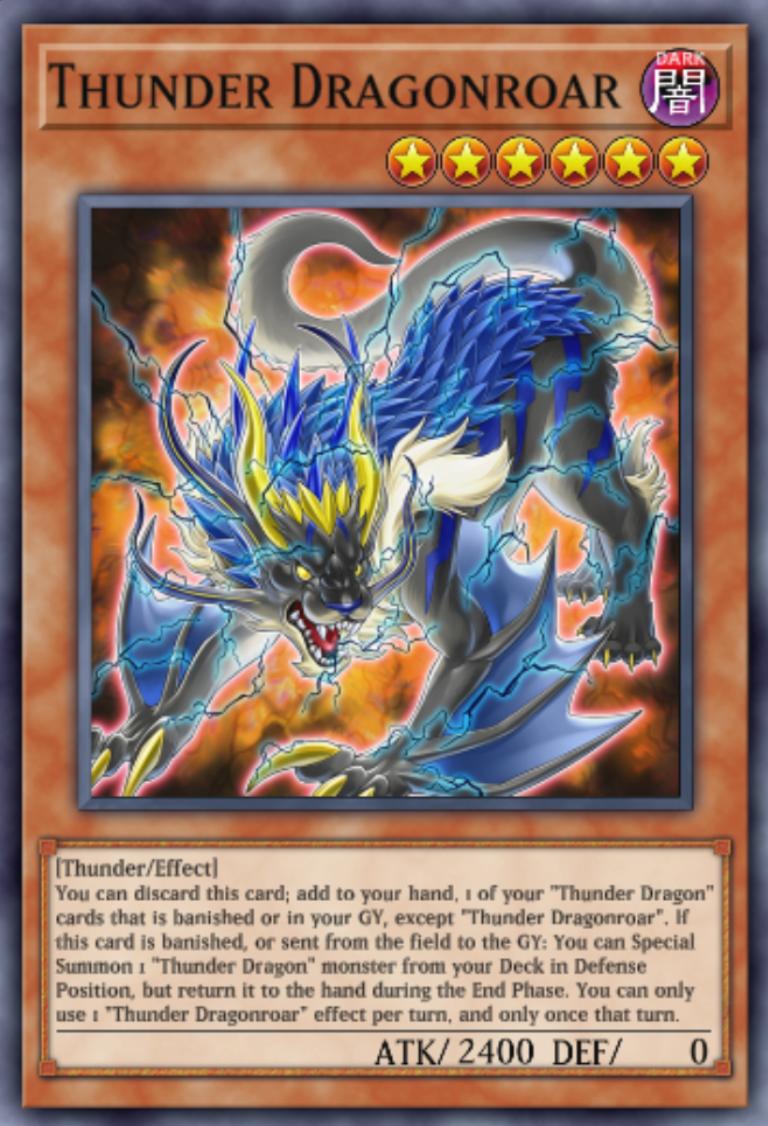 THUNDER DRAGONROAR
DARK
闇
[Thunder/Effect]
You can discard this card; add to your hand, 1 of your "Thunder Dragon"
cards that is banished or in your GY, except "Thunder Dragonroar". If
this card is banished, or sent from the field to the GY: You can Special
Summon 1 "Thunder Dragon" monster from your Deck in Defense
Position, but return it to the hand during the End Phase. You can only
use 1 "Thunder Dragonroar" effect per turn, and only once that turn.
ATK/ 2400 DEF/ 0